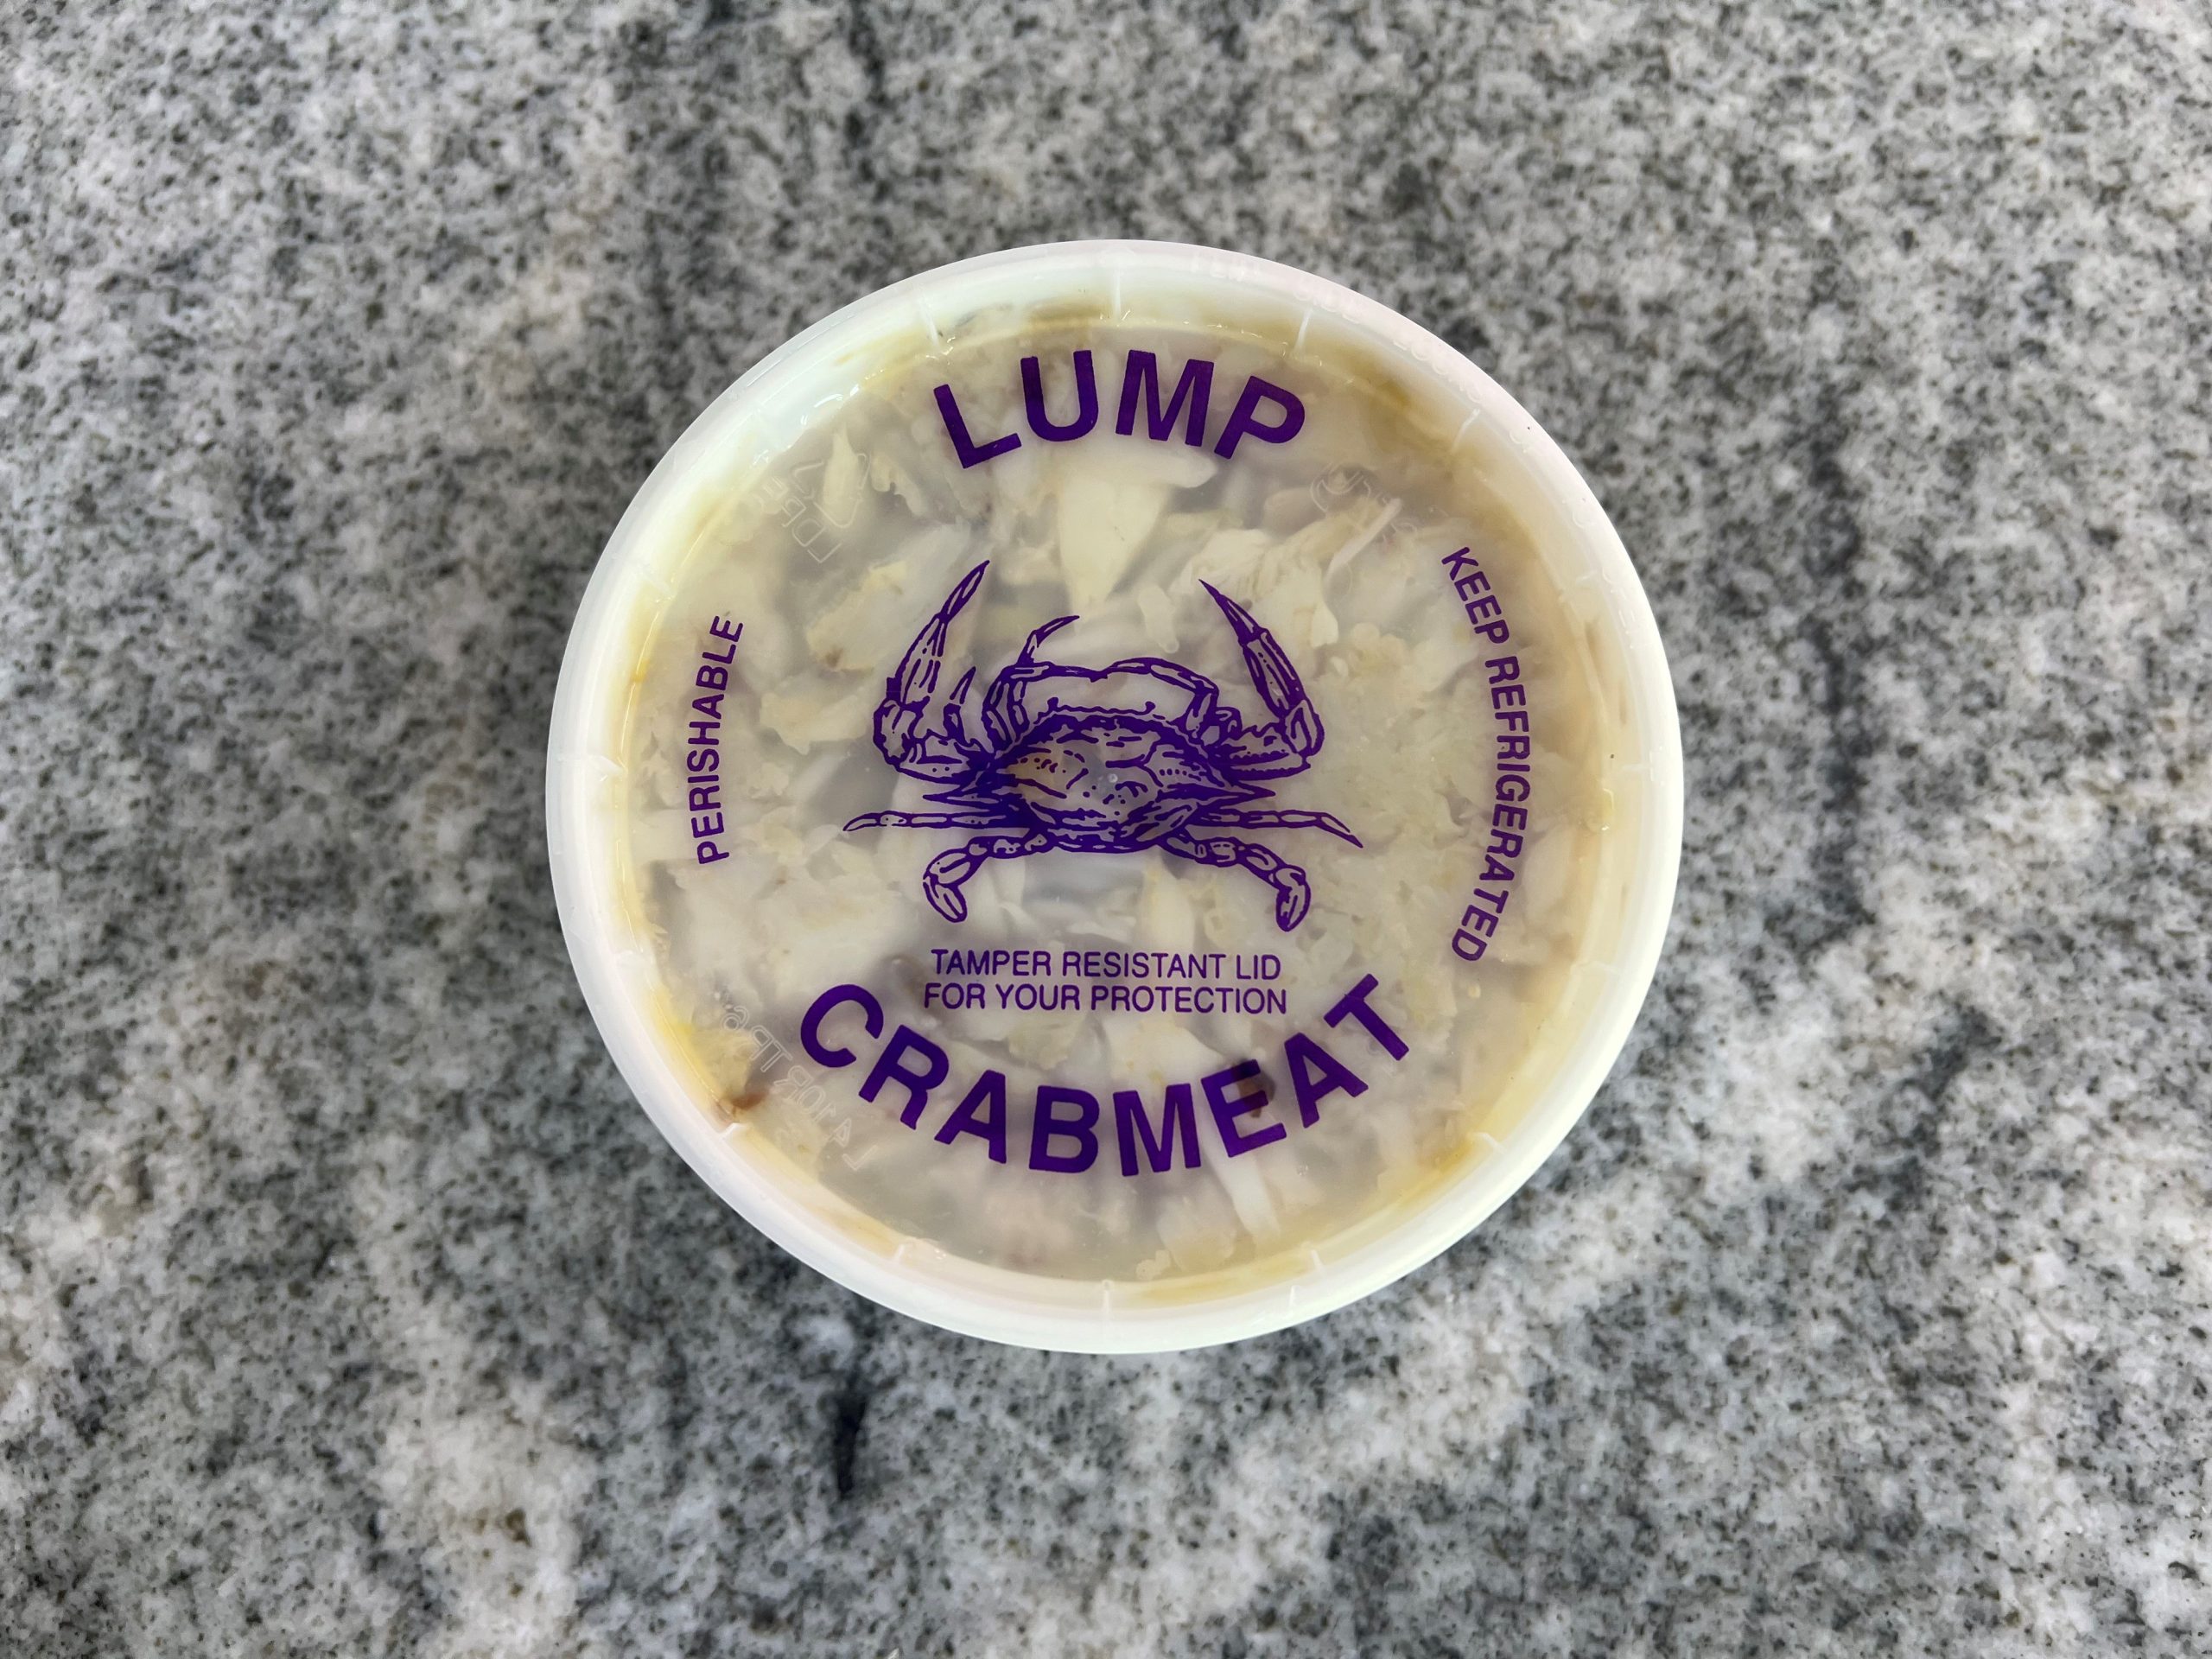 LUMP
PERISHABLE
KEEP REFRIGERATED
TAMPER RESISTANT LID
FOR YOUR PROTECTION
CRABMEAT